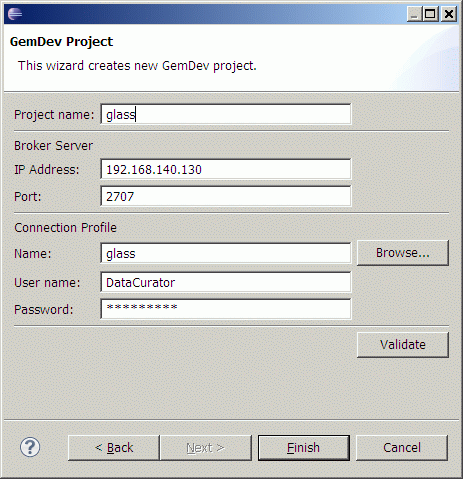 GemDev Project
This wizard creates new GemDev project.
Project name: glass
Broker Server
IP Address: 192.168.140.130
Port: 2707
Connection Profile
Name: glass Browse...
User name: DataCurator
Password: *********
Validate
? < Back Next > Finish Cancel